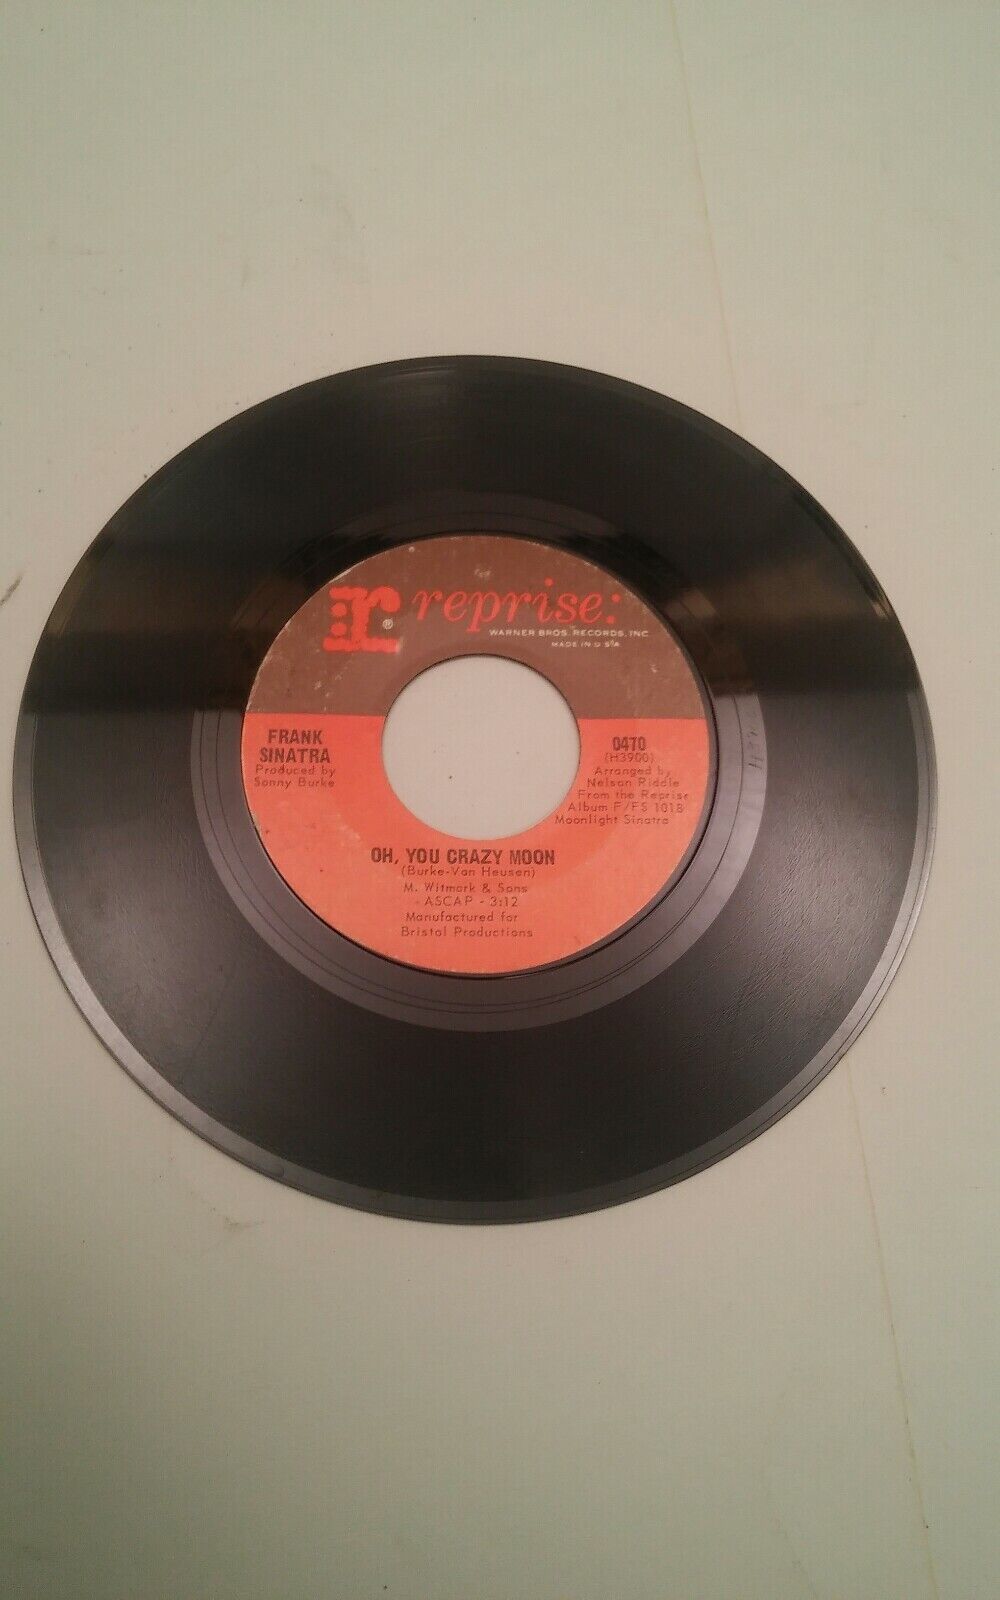 r® reprise:
WARNER BROS. RECORDS, INC
MADE IN U S A
FRANK
SINATRA
Produced by
Sonny Burke
0470
(H3900)
Arranged by
Nelson Riddle
From the Reprise
Album F/FS 1018
Moonlight Sinatra
OH, YOU CRAZY MOON
(Burke-Van Heusen)
M. Witmark & Sons
- ASCAP - 3:12
Manufactured for
Bristol Productions